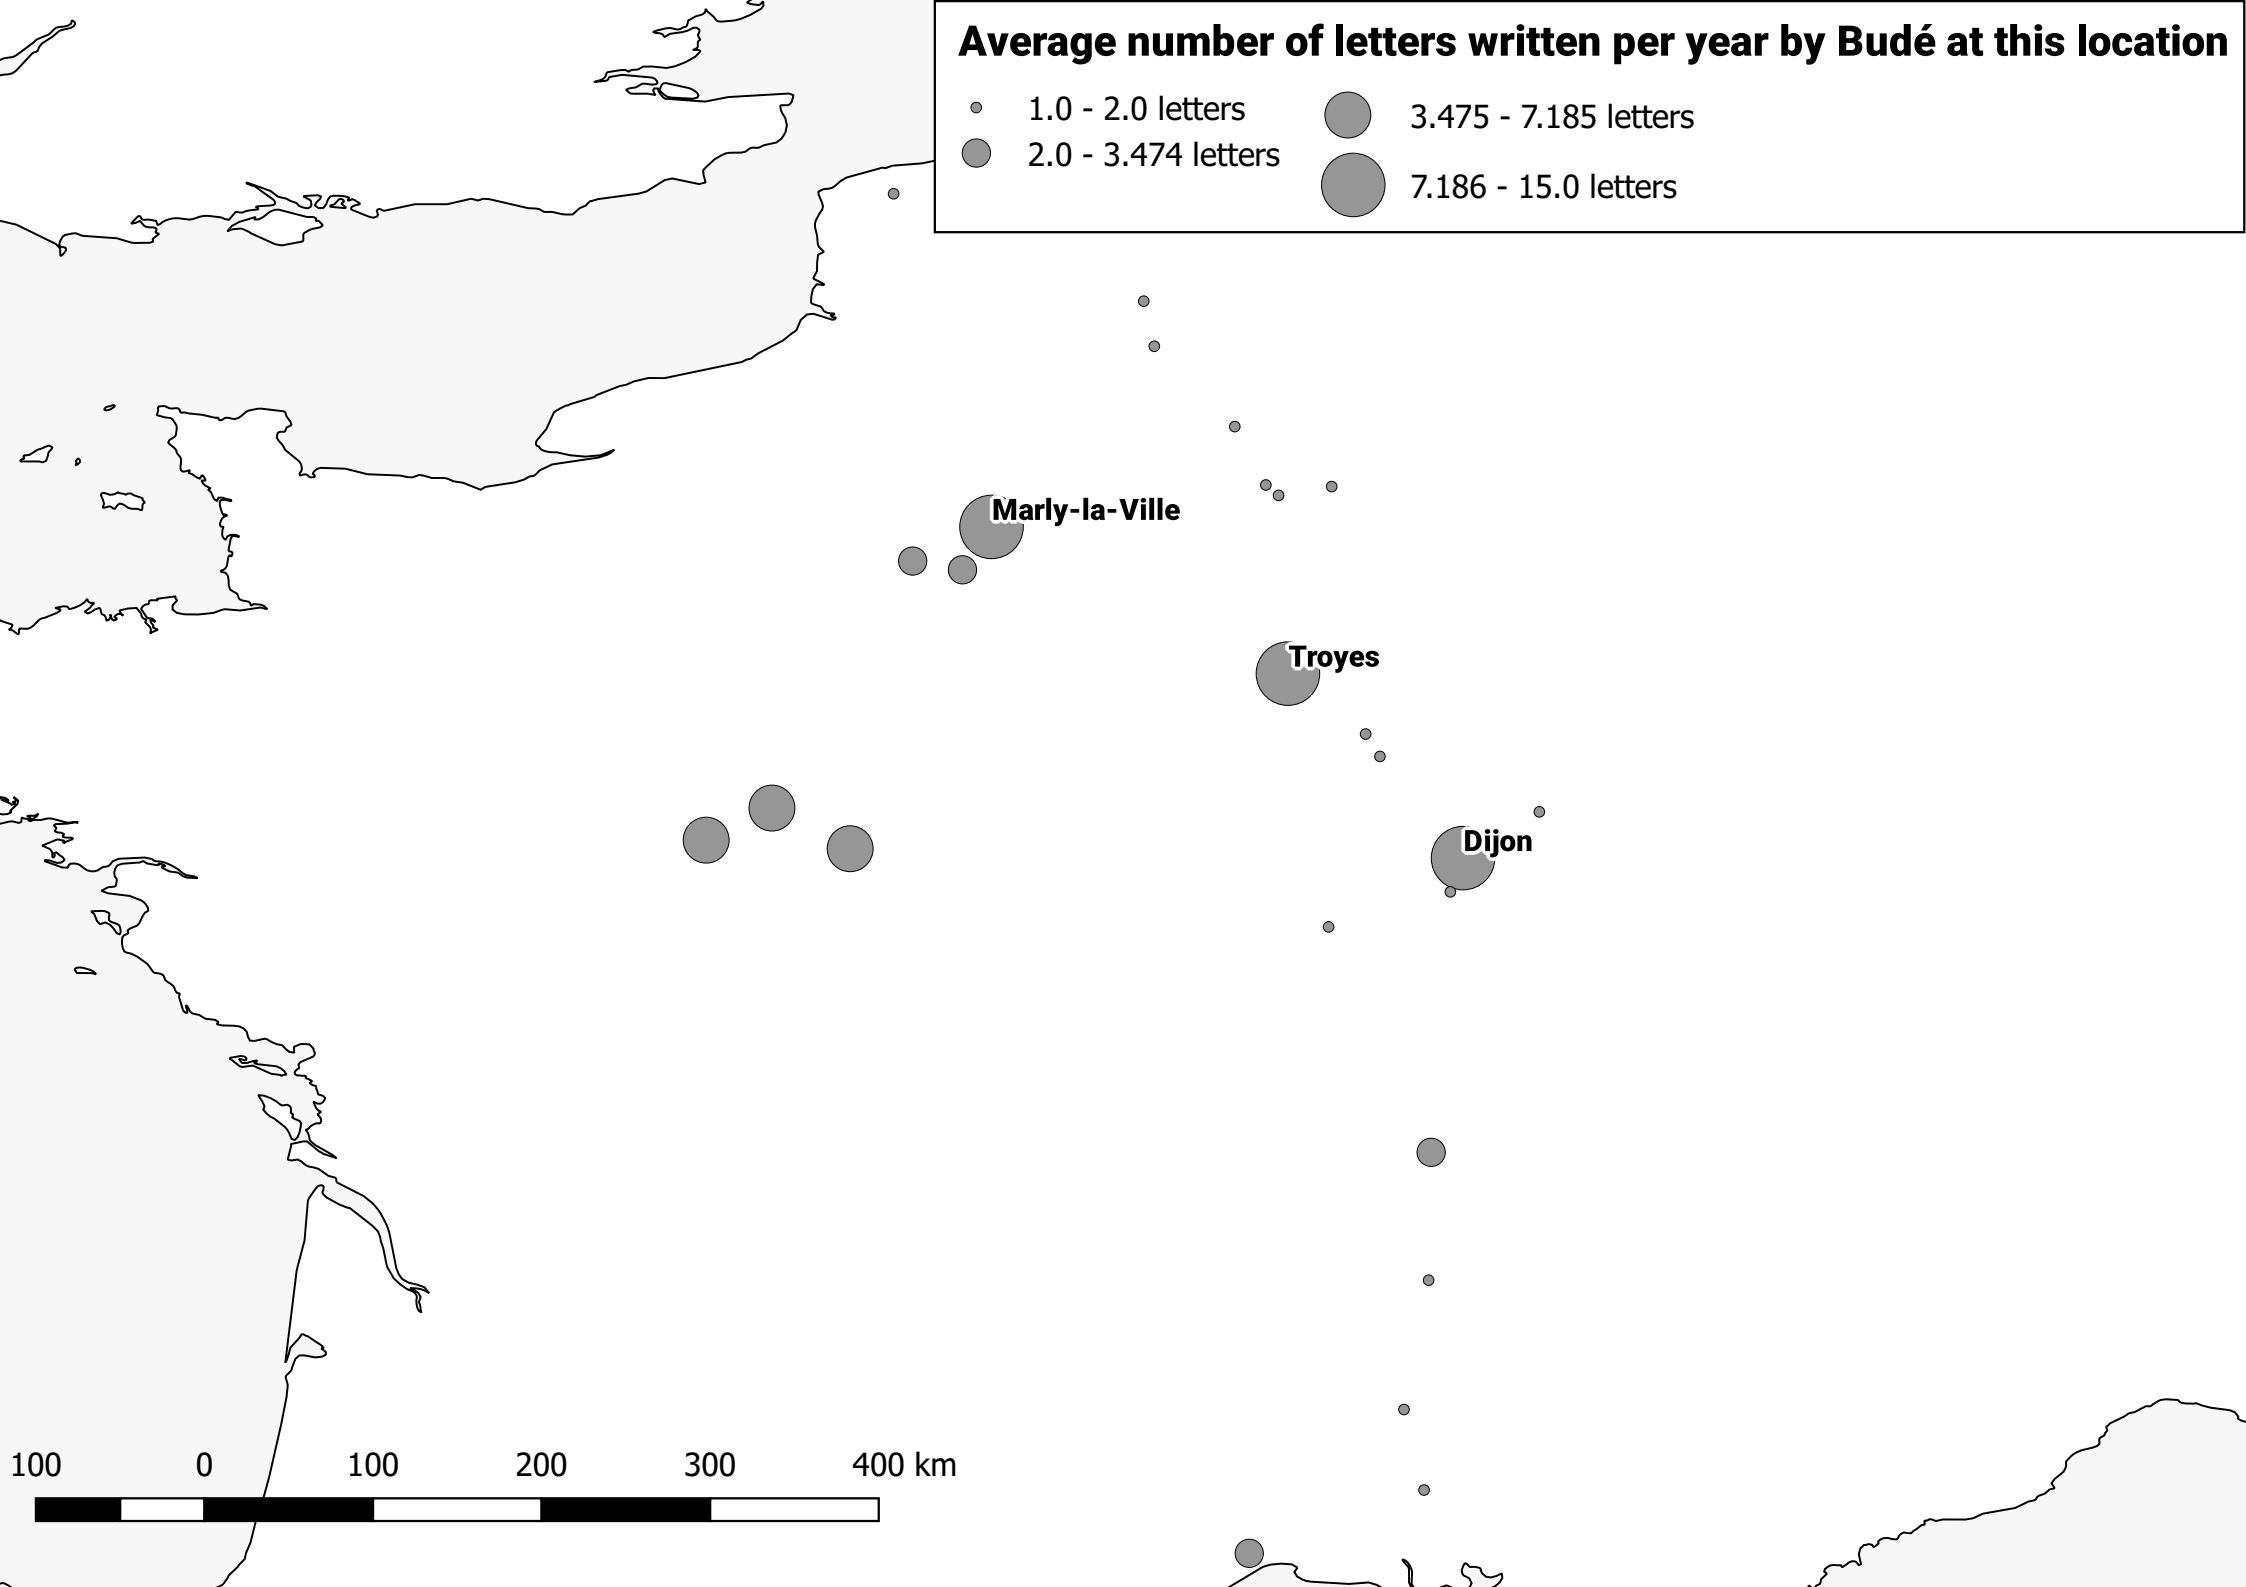 Average number of letters written per year by Budé at this location
1.0 - 2.0 letters
2.0 - 3.474 letters
3.475 - 7.185 letters
7.186 - 15.0 letters
Marly-la-Ville
Troyes
Dijon
100 0 100 200 300 400 km